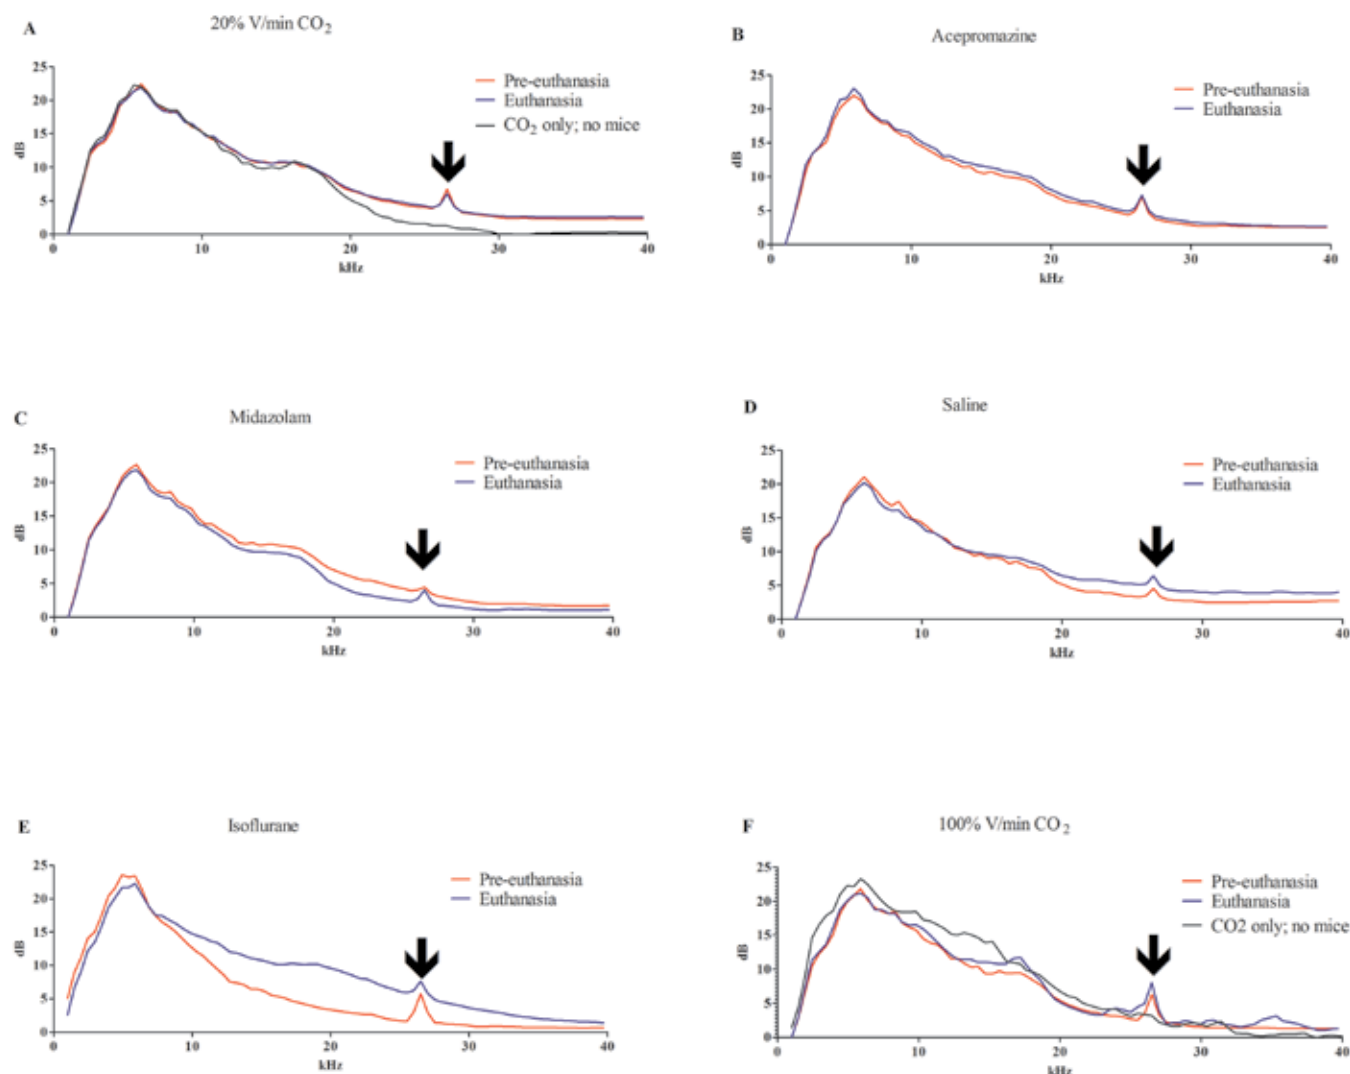 A
20% V/min CO2
25
20
15
10
5
0
dB
Pre-euthanasia
Euthanasia
CO2 only; no mice
0
10
20
30
40
kHz
B
Acepromazine
25
20
15
10
5
0
dB
Pre-euthanasia
Euthanasia
0
10
20
30
40
kHz
C
Midazolam
25
20
15
10
5
0
dB
Pre-euthanasia
Euthanasia
0
10
20
30
40
kHz
D
Saline
25
20
15
10
5
0
dB
Pre-euthanasia
Euthanasia
0
10
20
30
40
kHz
E
Isoflurane
25
20
15
10
5
0
dB
Pre-euthanasia
Euthanasia
0
10
20
30
40
kHz
F
100% V/min CO2
25
20
15
10
5
0
dB
Pre-euthanasia
Euthanasia
CO2 only; no mice
0
10
20
30
40
kHz